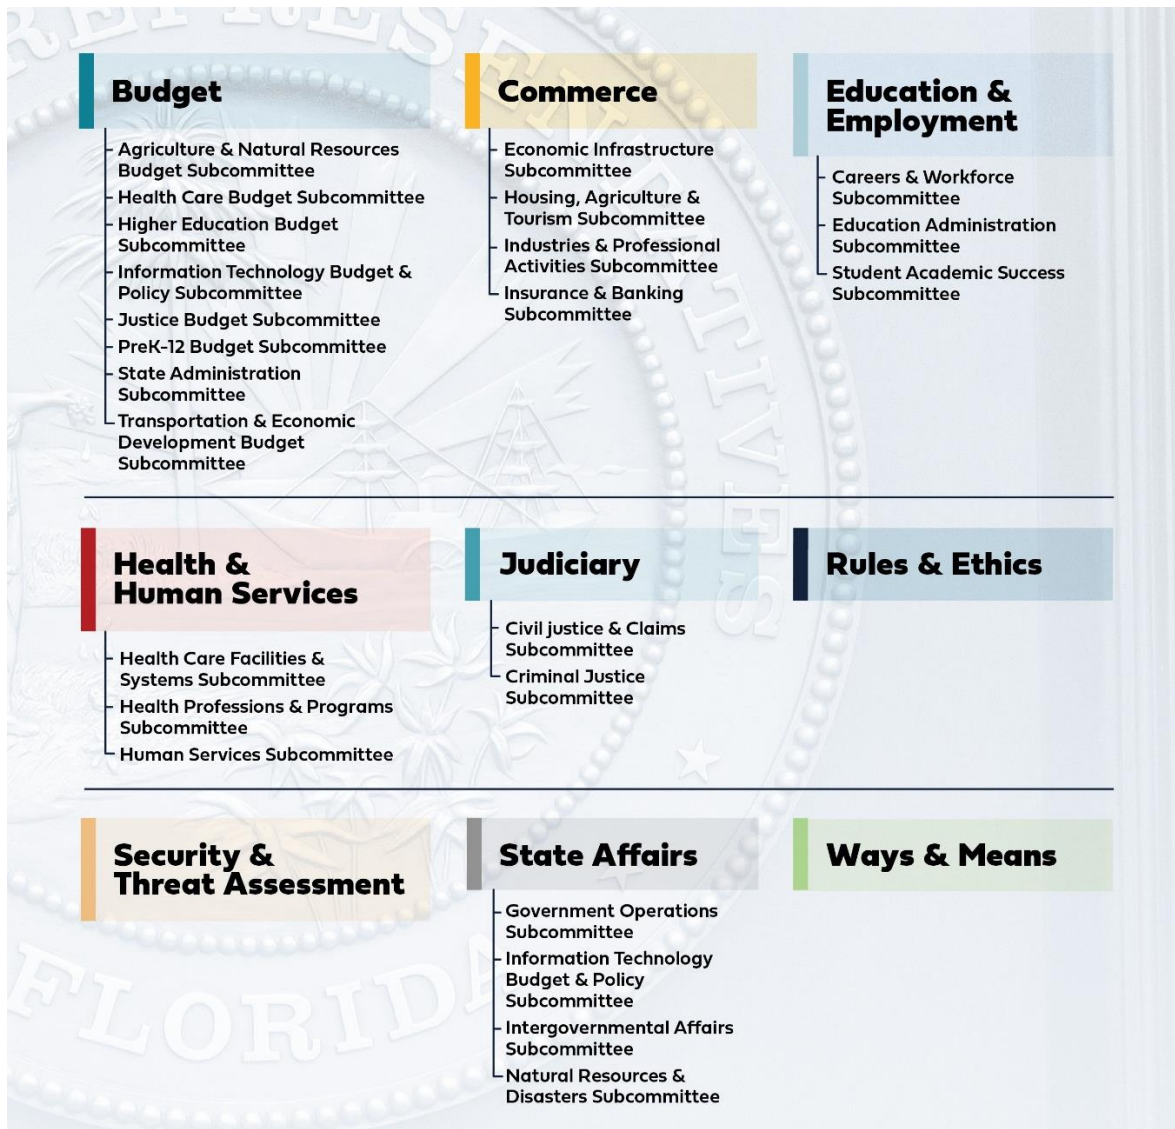 REPRESENTATIVES
Budget
Agriculture & Natural Resources
Budget Subcommittee
Health Care Budget Subcommittee
Higher Education Budget
Subcommittee
Information Technology Budget &
Policy Subcommittee
Justice Budget Subcommittee
PreK-12 Budget Subcommittee
State Administration
Subcommittee
Transportation & Economic
Development Budget
Subcommittee
Commerce
Economic Infrastructure
Subcommittee
Housing, Agriculture &
Tourism Subcommittee
Industries & Professional
Activities Subcommittee
Insurance & Banking
Subcommittee
Education &
Employment
Careers & Workforce
Subcommittee
Education Administration
Subcommittee
Student Academic Success
Subcommittee
Health &
Human Services
Health Care Facilities &
Systems Subcommittee
Health Professions & Programs
Subcommittee
Human Services Subcommittee
Judiciary
Civil justice & Claims
Subcommittee
Criminal Justice
Subcommittee
Rules & Ethics
Security &
Threat Assessment
State Affairs
Government Operations
Subcommittee
Information Technology
Budget & Policy
Subcommittee
Intergovernmental Affairs
Subcommittee
Natural Resources &
Disasters Subcommittee
Ways & Means
FLORIDA